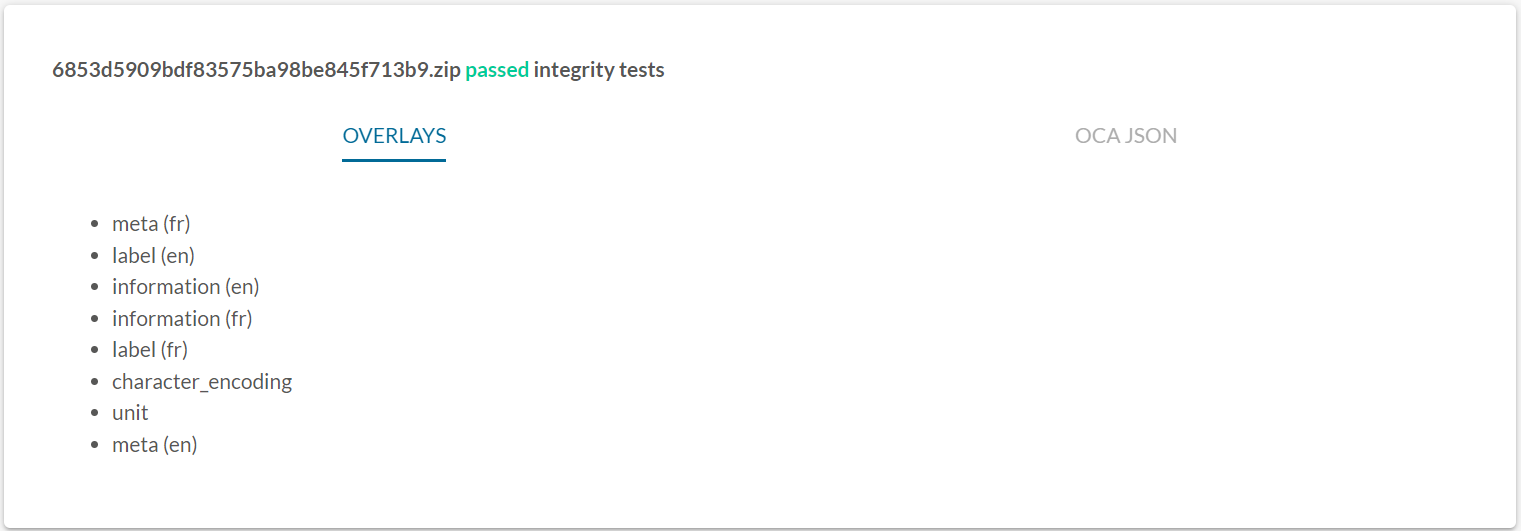 6853d5909bdf83575ba98be845f713b9.zip passed integrity tests
OVERLAYS
OCA JSON
meta (fr)
label (en)
information (en)
information (fr)
label (fr)
character_encoding
unit
meta (en)